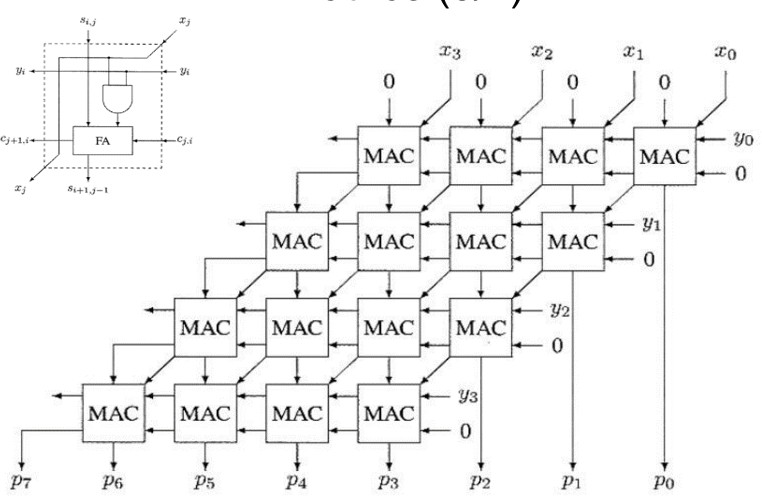 s_{i,j} x_j
y_i y_i
c_{j+1,i} FA c_{j,i}
x_j s_{i+1,j-1}
x_3 x_2 x_1 x_0
0 0 0 0
MAC MAC MAC MAC y_0
0
MAC MAC MAC MAC y_1
0
MAC MAC MAC MAC y_2
0
MAC MAC MAC MAC y_3
0
p_7 p_6 p_5 p_4 p_3 p_2 p_1 p_0